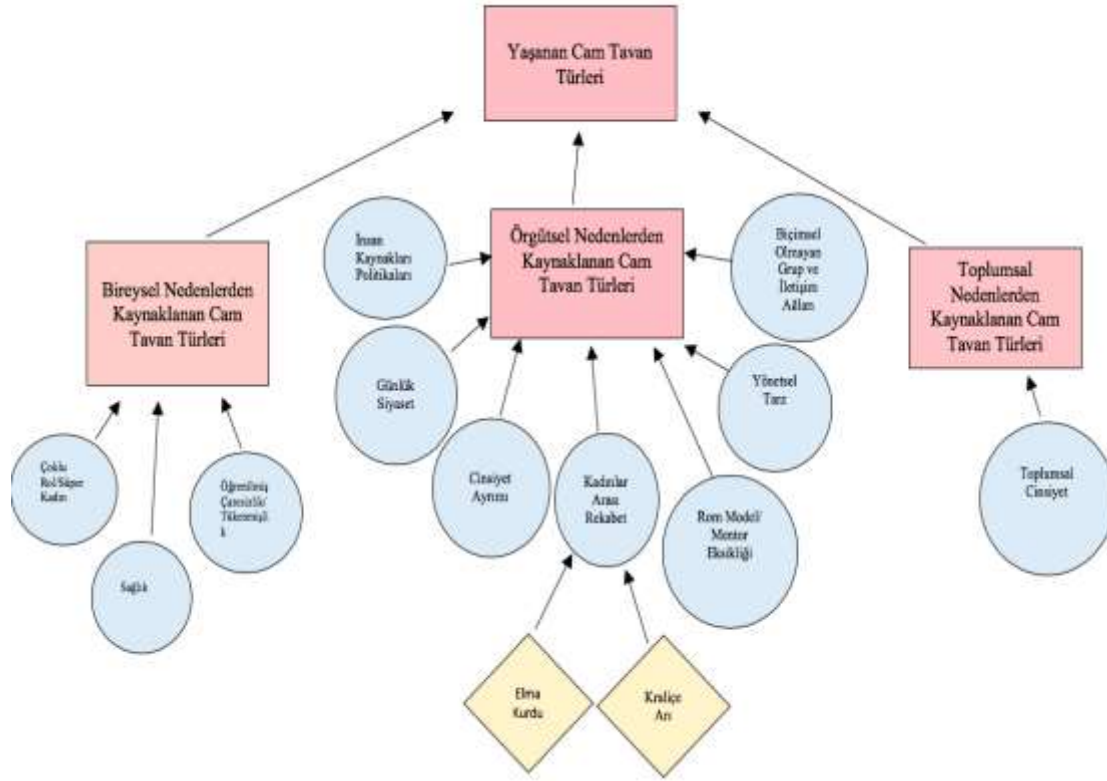 Yaşanan Cam Tavan
Türleri
İnsan
Kaynakları
Politikaları
Örgütsel Nedenlerden
Kaynaklanan Cam
Tavan Türleri
Biçimsel
Olmayan
Grup ve
İletişim
Ağları
Bireysel Nedenlerden
Kaynaklanan Cam
Tavan Türleri
Toplumsal
Nedenlerden
Kaynaklanan Cam
Tavan Türleri
Günlük
Siyaset
Yönetsel
Tarz
Çoklu
Rol/Süper
Kadın
Öğrenilmiş
Çaresizlik/
Tükenmişli
k
Sağlık
Cinsiyet
Ayrımı
Kadınlar
Arası
Rekabet
Rom Model/
Mentor
Eksikliği
Toplumsal
Cinsiyet
Elma
Kurdu
Kraliçe
Arı